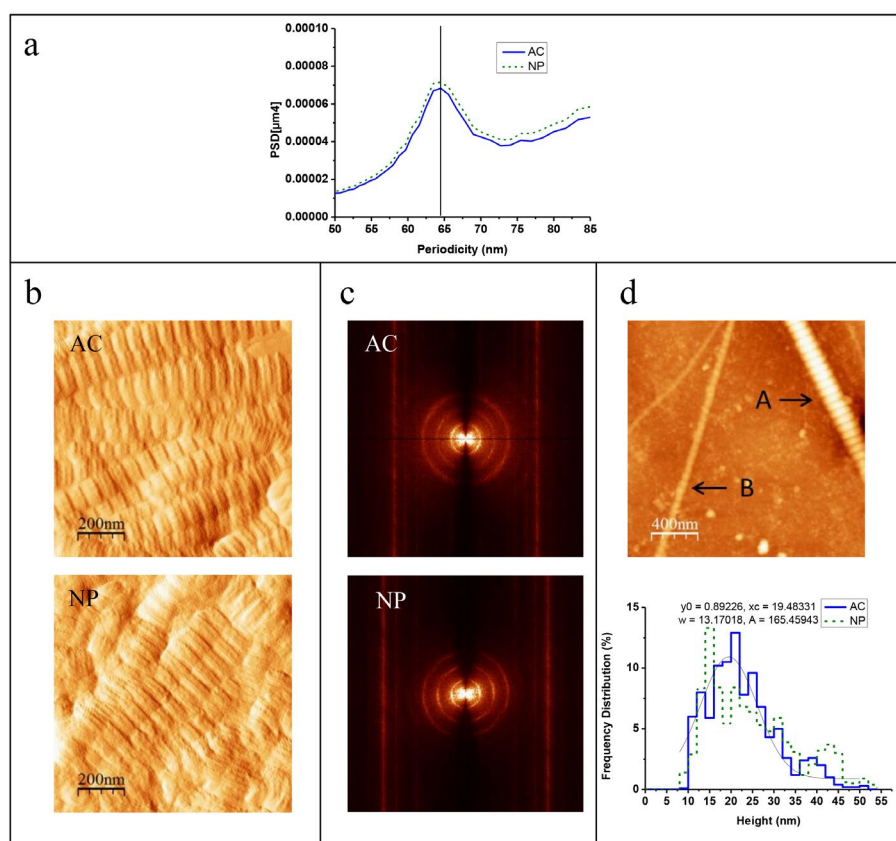 a
0.00010
0.00008
0.00006
0.00004
0.00002
0.00000
PSD[µm4]
50 55 60 65 70 75 80 85
Periodicity (nm)
AC
NP
b
AC
200nm
NP
200nm
c
AC
NP
d
A
B
400nm
y0 = 0.89226, xc = 19.48331
w = 13.17018, A = 165.45943
AC
NP
15
10
5
0
Frequency Distribution (%)
0 5 10 15 20 25 30 35 40 45 50 55
Height (nm)